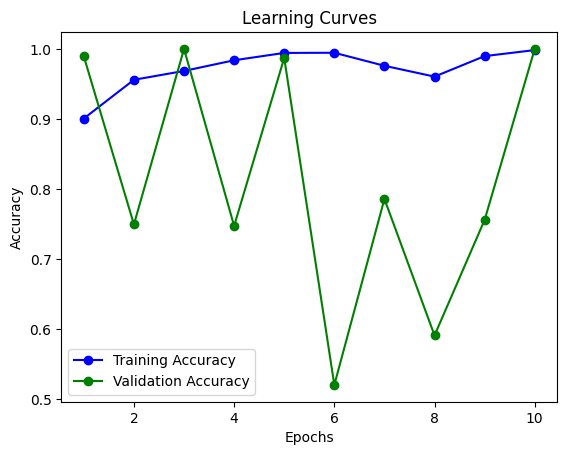 Learning Curves
1.0
0.9
0.8
0.7
0.6
0.5
Accuracy
Training Accuracy
Validation Accuracy
2 4 6 8 10
Epochs